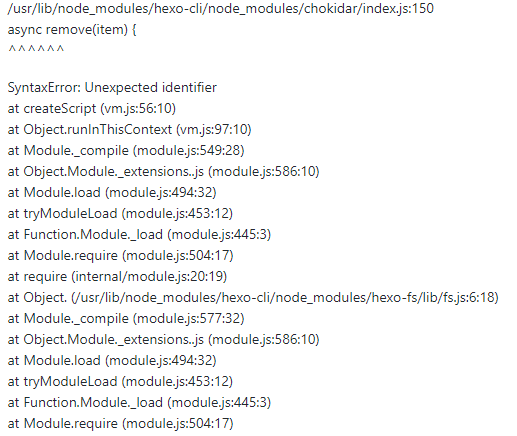 /usr/lib/node_modules/hexo-cli/node_modules/chokidar/index.js:150
async remove(item) {
^^^^^^
SyntaxError: Unexpected identifier
at createScript (vm.js:56:10)
at Object.runInThisContext (vm.js:97:10)
at Module._compile (module.js:549:28)
at Object.Module._extensions..js (module.js:586:10)
at Module.load (module.js:494:32)
at tryModuleLoad (module.js:453:12)
at Function.Module._load (module.js:445:3)
at Module.require (module.js:504:17)
at require (internal/module.js:20:19)
at Object. (/usr/lib/node_modules/hexo-cli/node_modules/hexo-fs/lib/fs.js:6:18)
at Module._compile (module.js:577:32)
at Object.Module._extensions..js (module.js:586:10)
at Module.load (module.js:494:32)
at tryModuleLoad (module.js:453:12)
at Function.Module._load (module.js:445:3)
at Module.require (module.js:504:17)